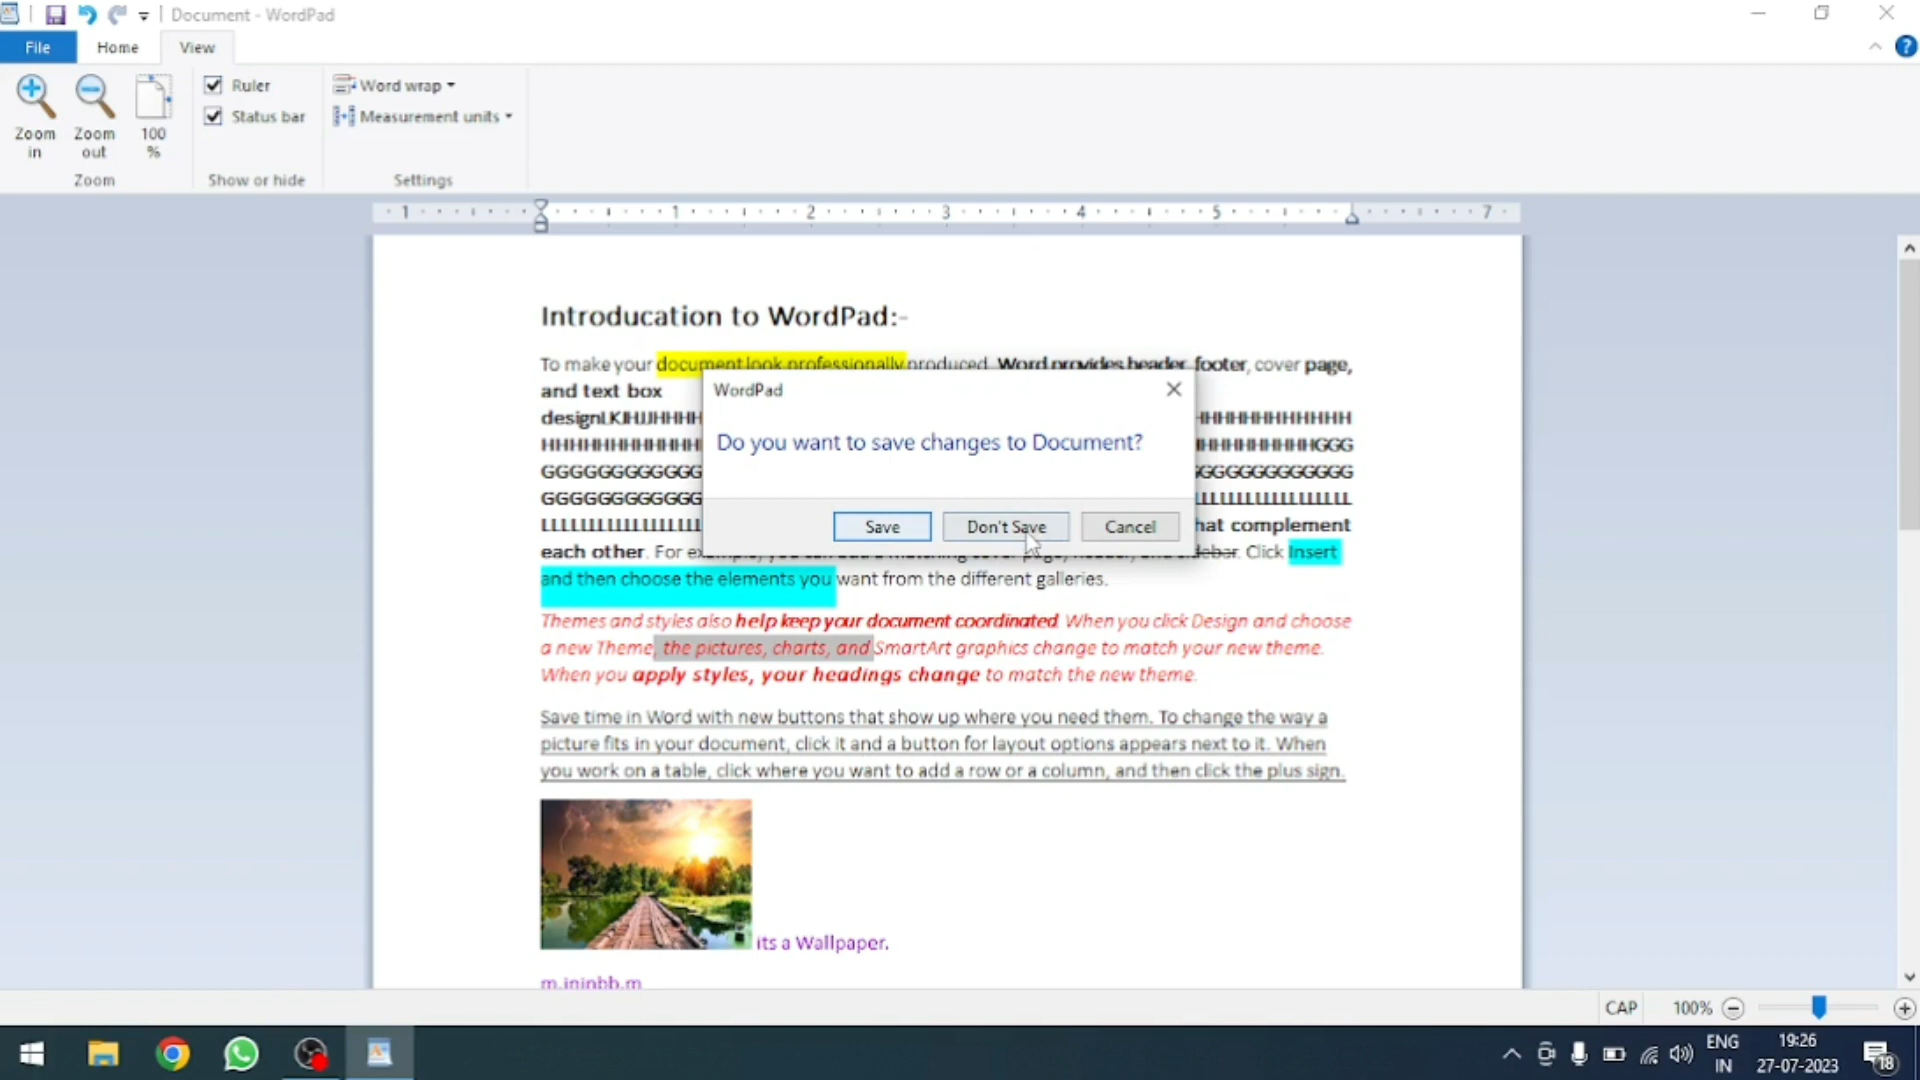 Document - WordPad
File Home View
Zoom in
Zoom out
100 %
Ruler
Status bar
Word wrap
Measurement units
Zoom Show or hide Settings
1 1 2 3 4 5 7
Introducation to WordPad:-
To make your document look professionally produced, Word provides header, footer, cover page,
and text box
WordPad
Do you want to save changes to Document?
Save Don't Save Cancel
hat complement
each other. For Click Insert
and then choose the elements you want from the different galleries.
Themes and styles also help keep your document coordinated. When you click Design and choose
a new Theme, the pictures, charts, and SmartArt graphics change to match your new theme.
When you apply styles, your headings change to match the new theme.
Save time in Word with new buttons that show up where you need them. To change the way a
picture fits in your document, click it and a button for layout options appears next to it. When
you work on a table, click where you want to add a row or a column, and then click the plus sign.
its a Wallpaper.
CAP 100%
ENG
IN
19:26
27-07-2023
18